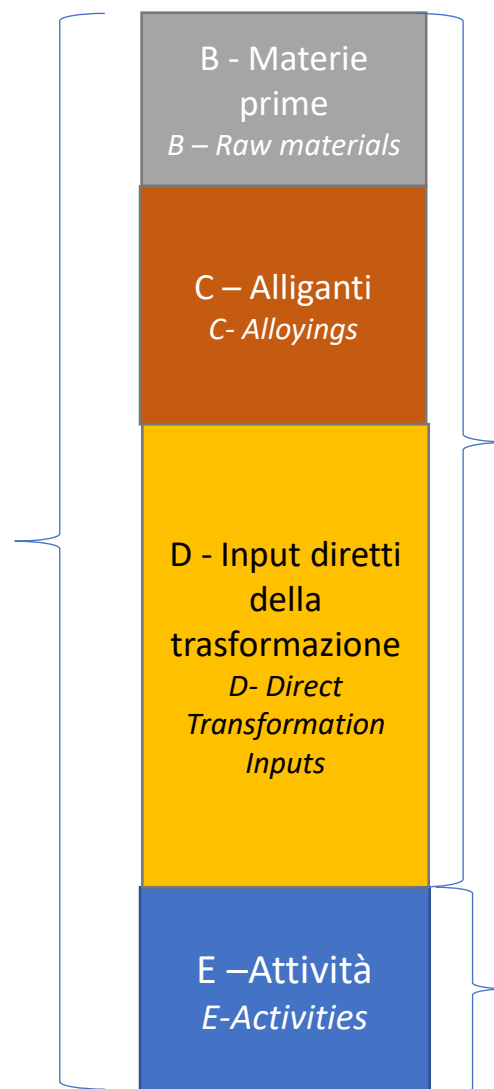 B - Materie
prime
B – Raw materials
C – Alliganti
C- Alloyings
D - Input diretti
della
trasformazione
D- Direct
Transformation
Inputs
E –Attività
E-Activities